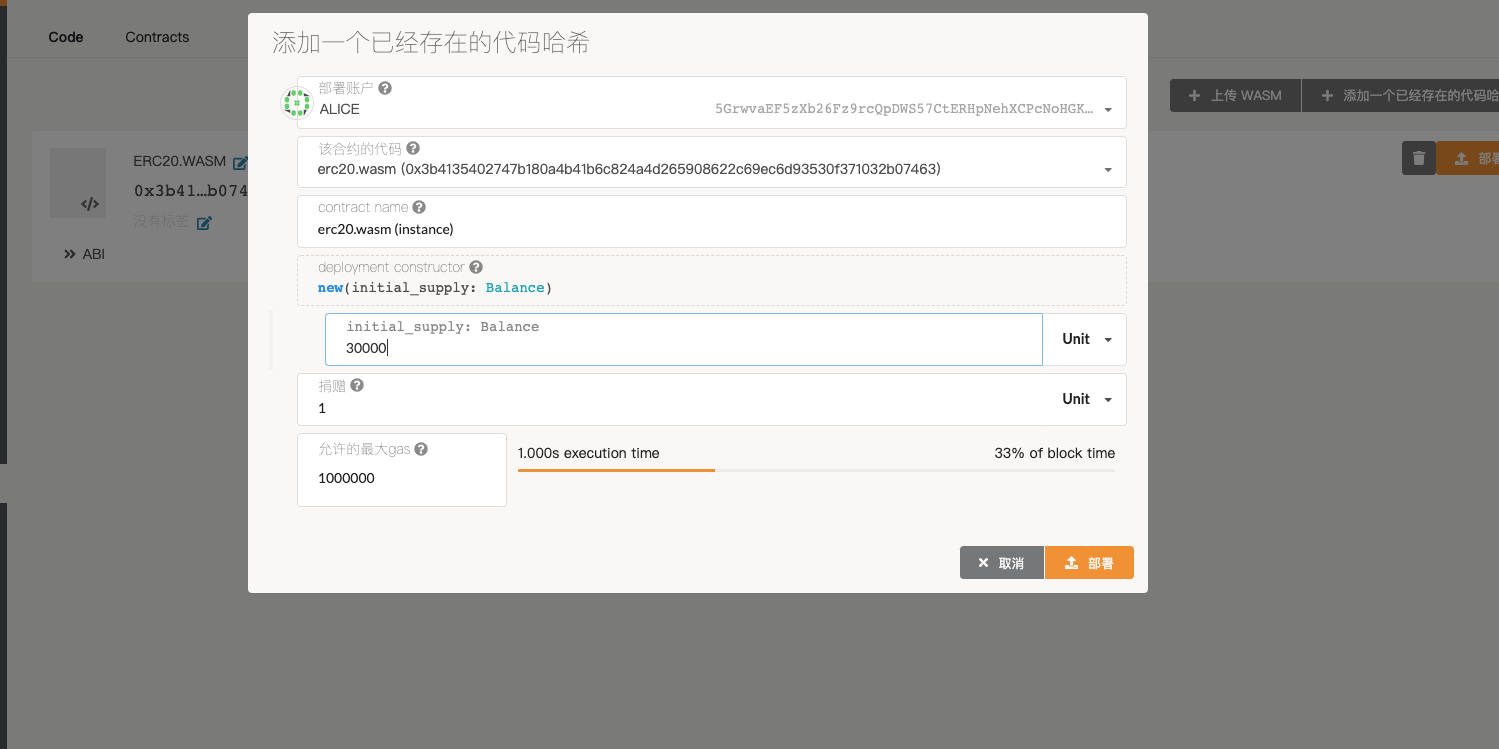 Code
Contracts
上传 WASM
添加一个已经存在的代码哈
ERC20.WASM
0x3b41…b074
没有标签
ABI
部署
添加一个已经存在的代码哈希
部署账户
ALICE
5GrwvaEF5zXb26Fz9rcQpDWS57CtERHpNehXCPcNoHGK…
该合约的代码
erc20.wasm (0x3b4135402747b180a4b41b6c824a4d265908622c69ec6d93530f371032b07463)
contract name
erc20.wasm (instance)
deployment constructor
new(initial_supply: Balance)
initial_supply: Balance
30000
Unit
捐赠
1
Unit
允许的最大gas
1000000
1.000s execution time
33% of block time
取消
部署